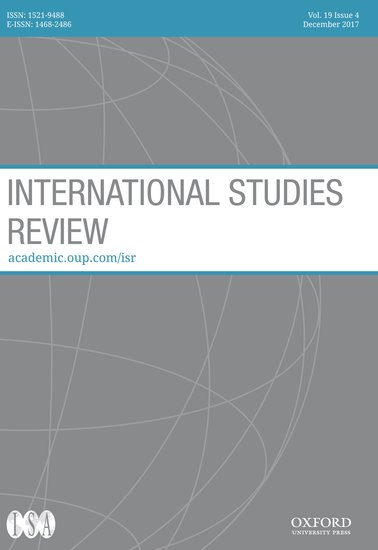 ISSN: 1521-9488
E-ISSN: 1468-2486
Vol. 19 Issue 4
December 2017
INTERNATIONAL STUDIES
REVIEW
academic.oup.com/isr
ISA
OXFORD
UNIVERSITY PRESS